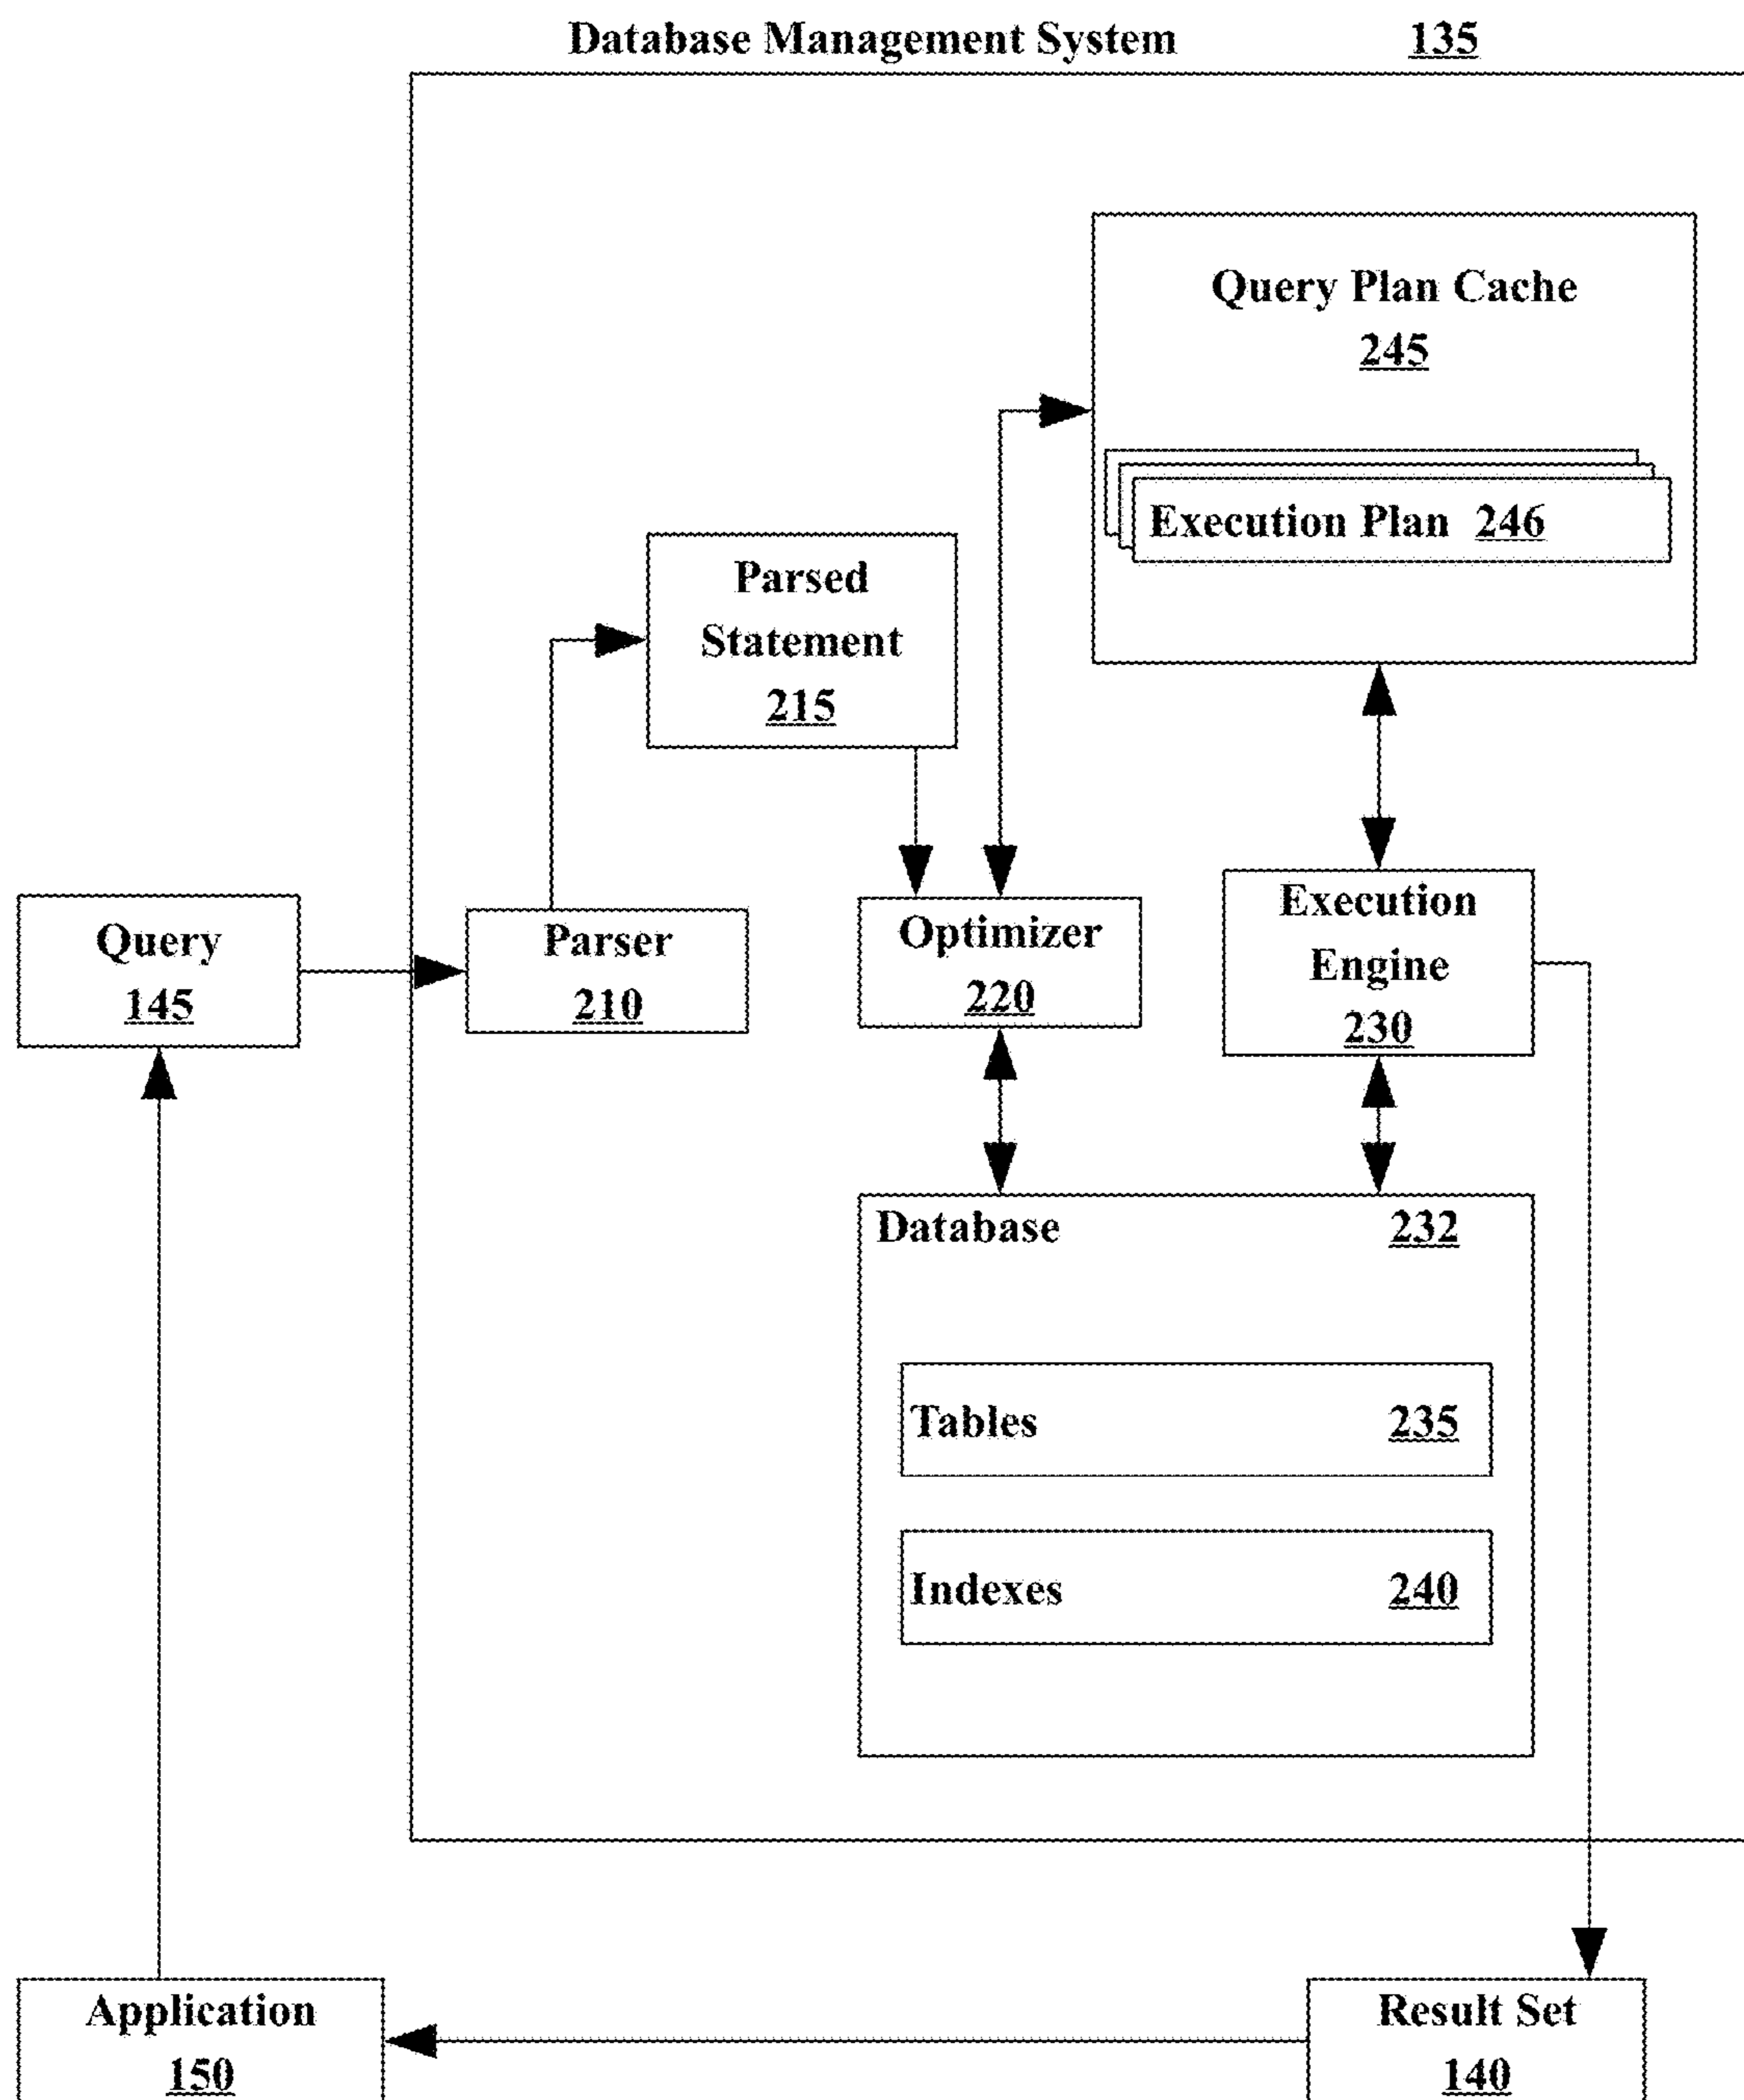 Database Management System 135
Query Plan Cache
245
Execution Plan 246
Parsed
Statement
215
Query
145
Parser
210
Optimizer
220
Execution
Engine
230
Database 232
Tables 235
Indexes 240
Application
150
Result Set
140